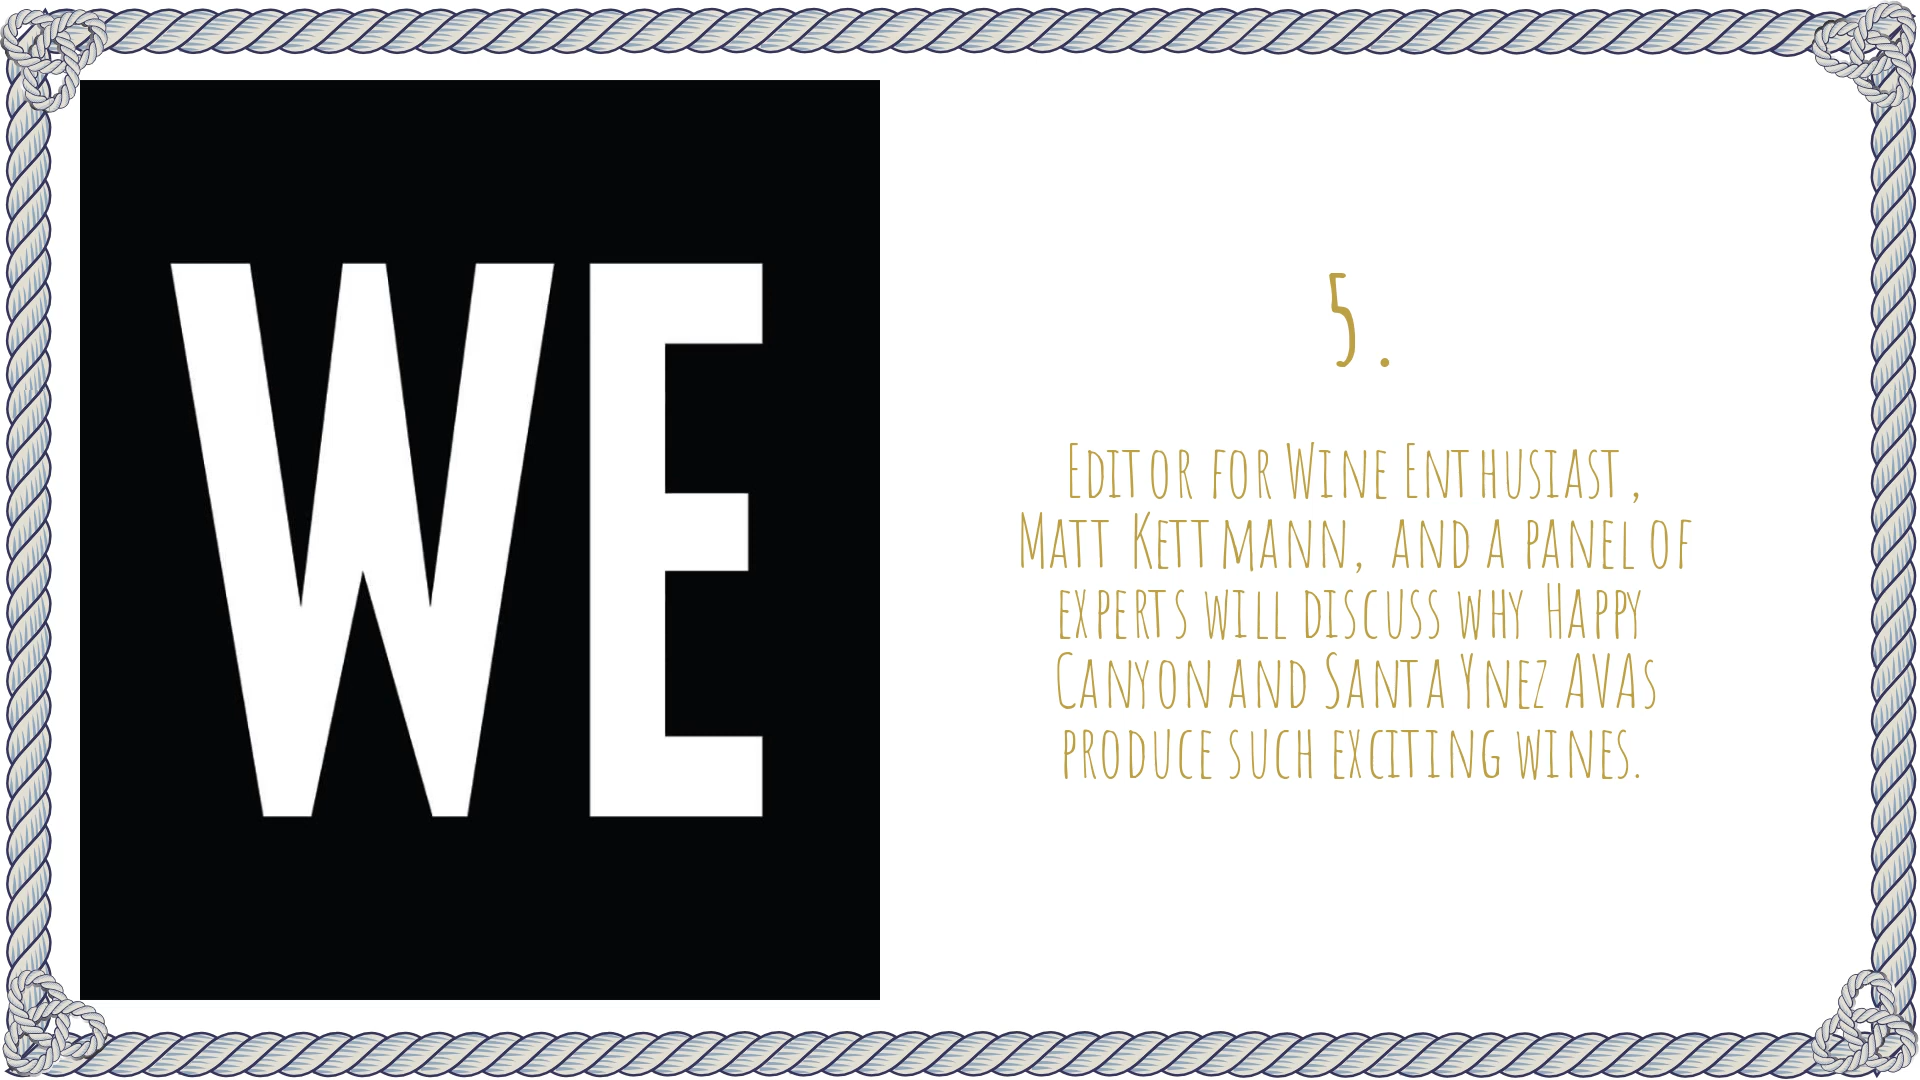 WE
5.
Editor for Wine Enthusiast,
Matt Kettmann, and a panel of
experts will discuss why Happy
Canyon and Santa Ynez AVAs
produce such exciting wines.